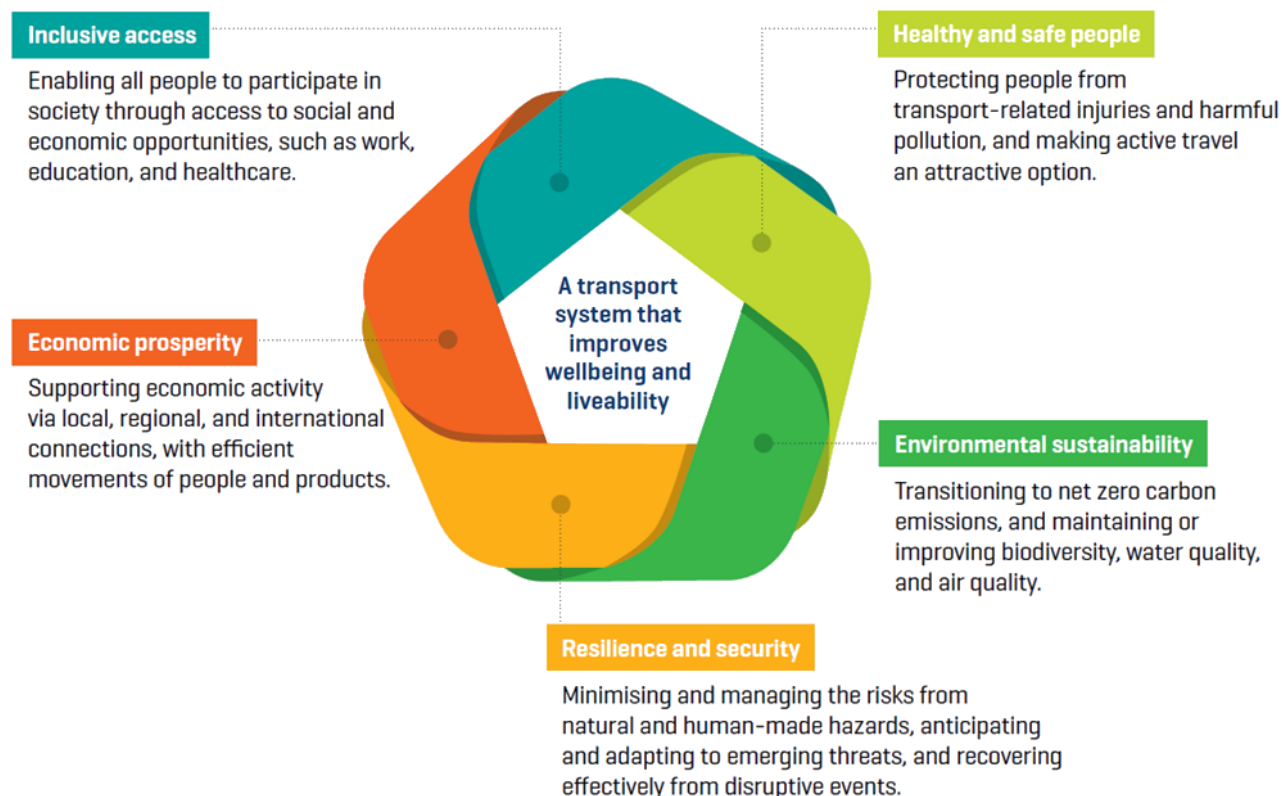 Inclusive access
Enabling all people to participate in
society through access to social and
economic opportunities, such as work,
education, and healthcare.
Healthy and safe people
Protecting people from
transport-related injuries and harmful
pollution, and making active travel
an attractive option.
A transport
system that
improves
wellbeing and
liveability
Economic prosperity
Supporting economic activity
via local, regional, and international
connections, with efficient
movements of people and products.
Environmental sustainability
Transitioning to net zero carbon
emissions, and maintaining or
improving biodiversity, water quality,
and air quality.
Resilience and security
Minimising and managing the risks from
natural and human-made hazards, anticipating
and adapting to emerging threats, and recovering
effectively from disruptive events.